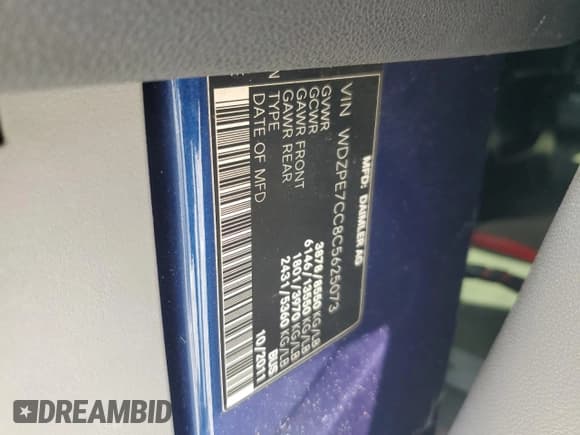 MFD. DAIMLER AG
VIN WDZPE7CC8C5625073
GVWR 3878/8550 KG/LB
GCWR 6146/13550 KG/LB
GAWR FRONT 1801/3970 KG/LB
GAWR REAR 2431/5360 KG/LB
TYPE BUS
DATE OF MFD 10/2011
DREAMBID